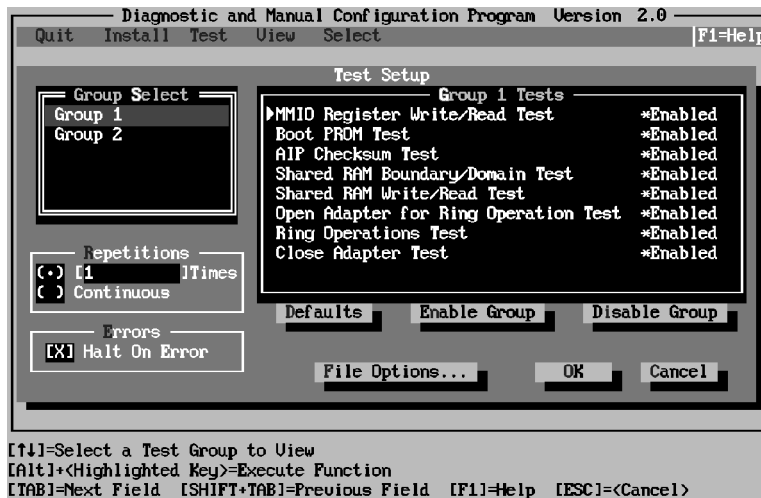 Diagnostic and Manual Configuration Program Version 2.0
Quit Install Test View Select F1=Help
Test Setup
Group Select
Group 1
Group 2
Group 1 Tests
MMIO Register Write/Read Test *Enabled
Boot PROM Test *Enabled
AIP Checksum Test *Enabled
Shared RAM Boundary/Domain Test *Enabled
Shared RAM Write/Read Test *Enabled
Open Adapter for Ring Operation Test *Enabled
Ring Operations Test *Enabled
Close Adapter Test *Enabled
Repetitions
(•) [1 ]Times
( ) Continuous
Errors
[X] Halt On Error
Defaults Enable Group Disable Group
File Options... OK Cancel
[↑↓]=Select a Test Group to View
[Alt]+<Highlighted Key>=Execute Function
[TAB]=Next Field [SHIFT+TAB]=Previous Field [F1]=Help [ESC]=<Cancel>